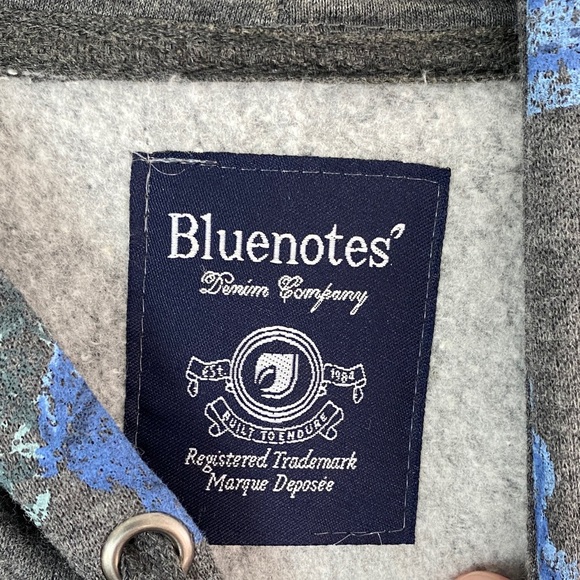 Bluenotes
Denim Company
Est. 1984
BUILT TO ENDURE
Registered Trademark
Marque Deposée